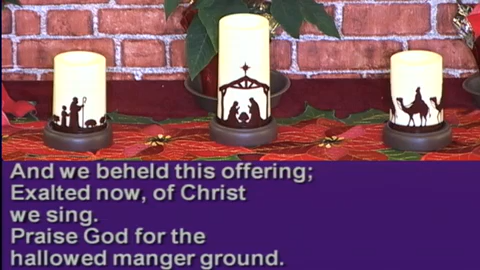 And we beheld this offering;
Exalted now, of Christ
we sing.
Praise God for the
hallowed manger ground.